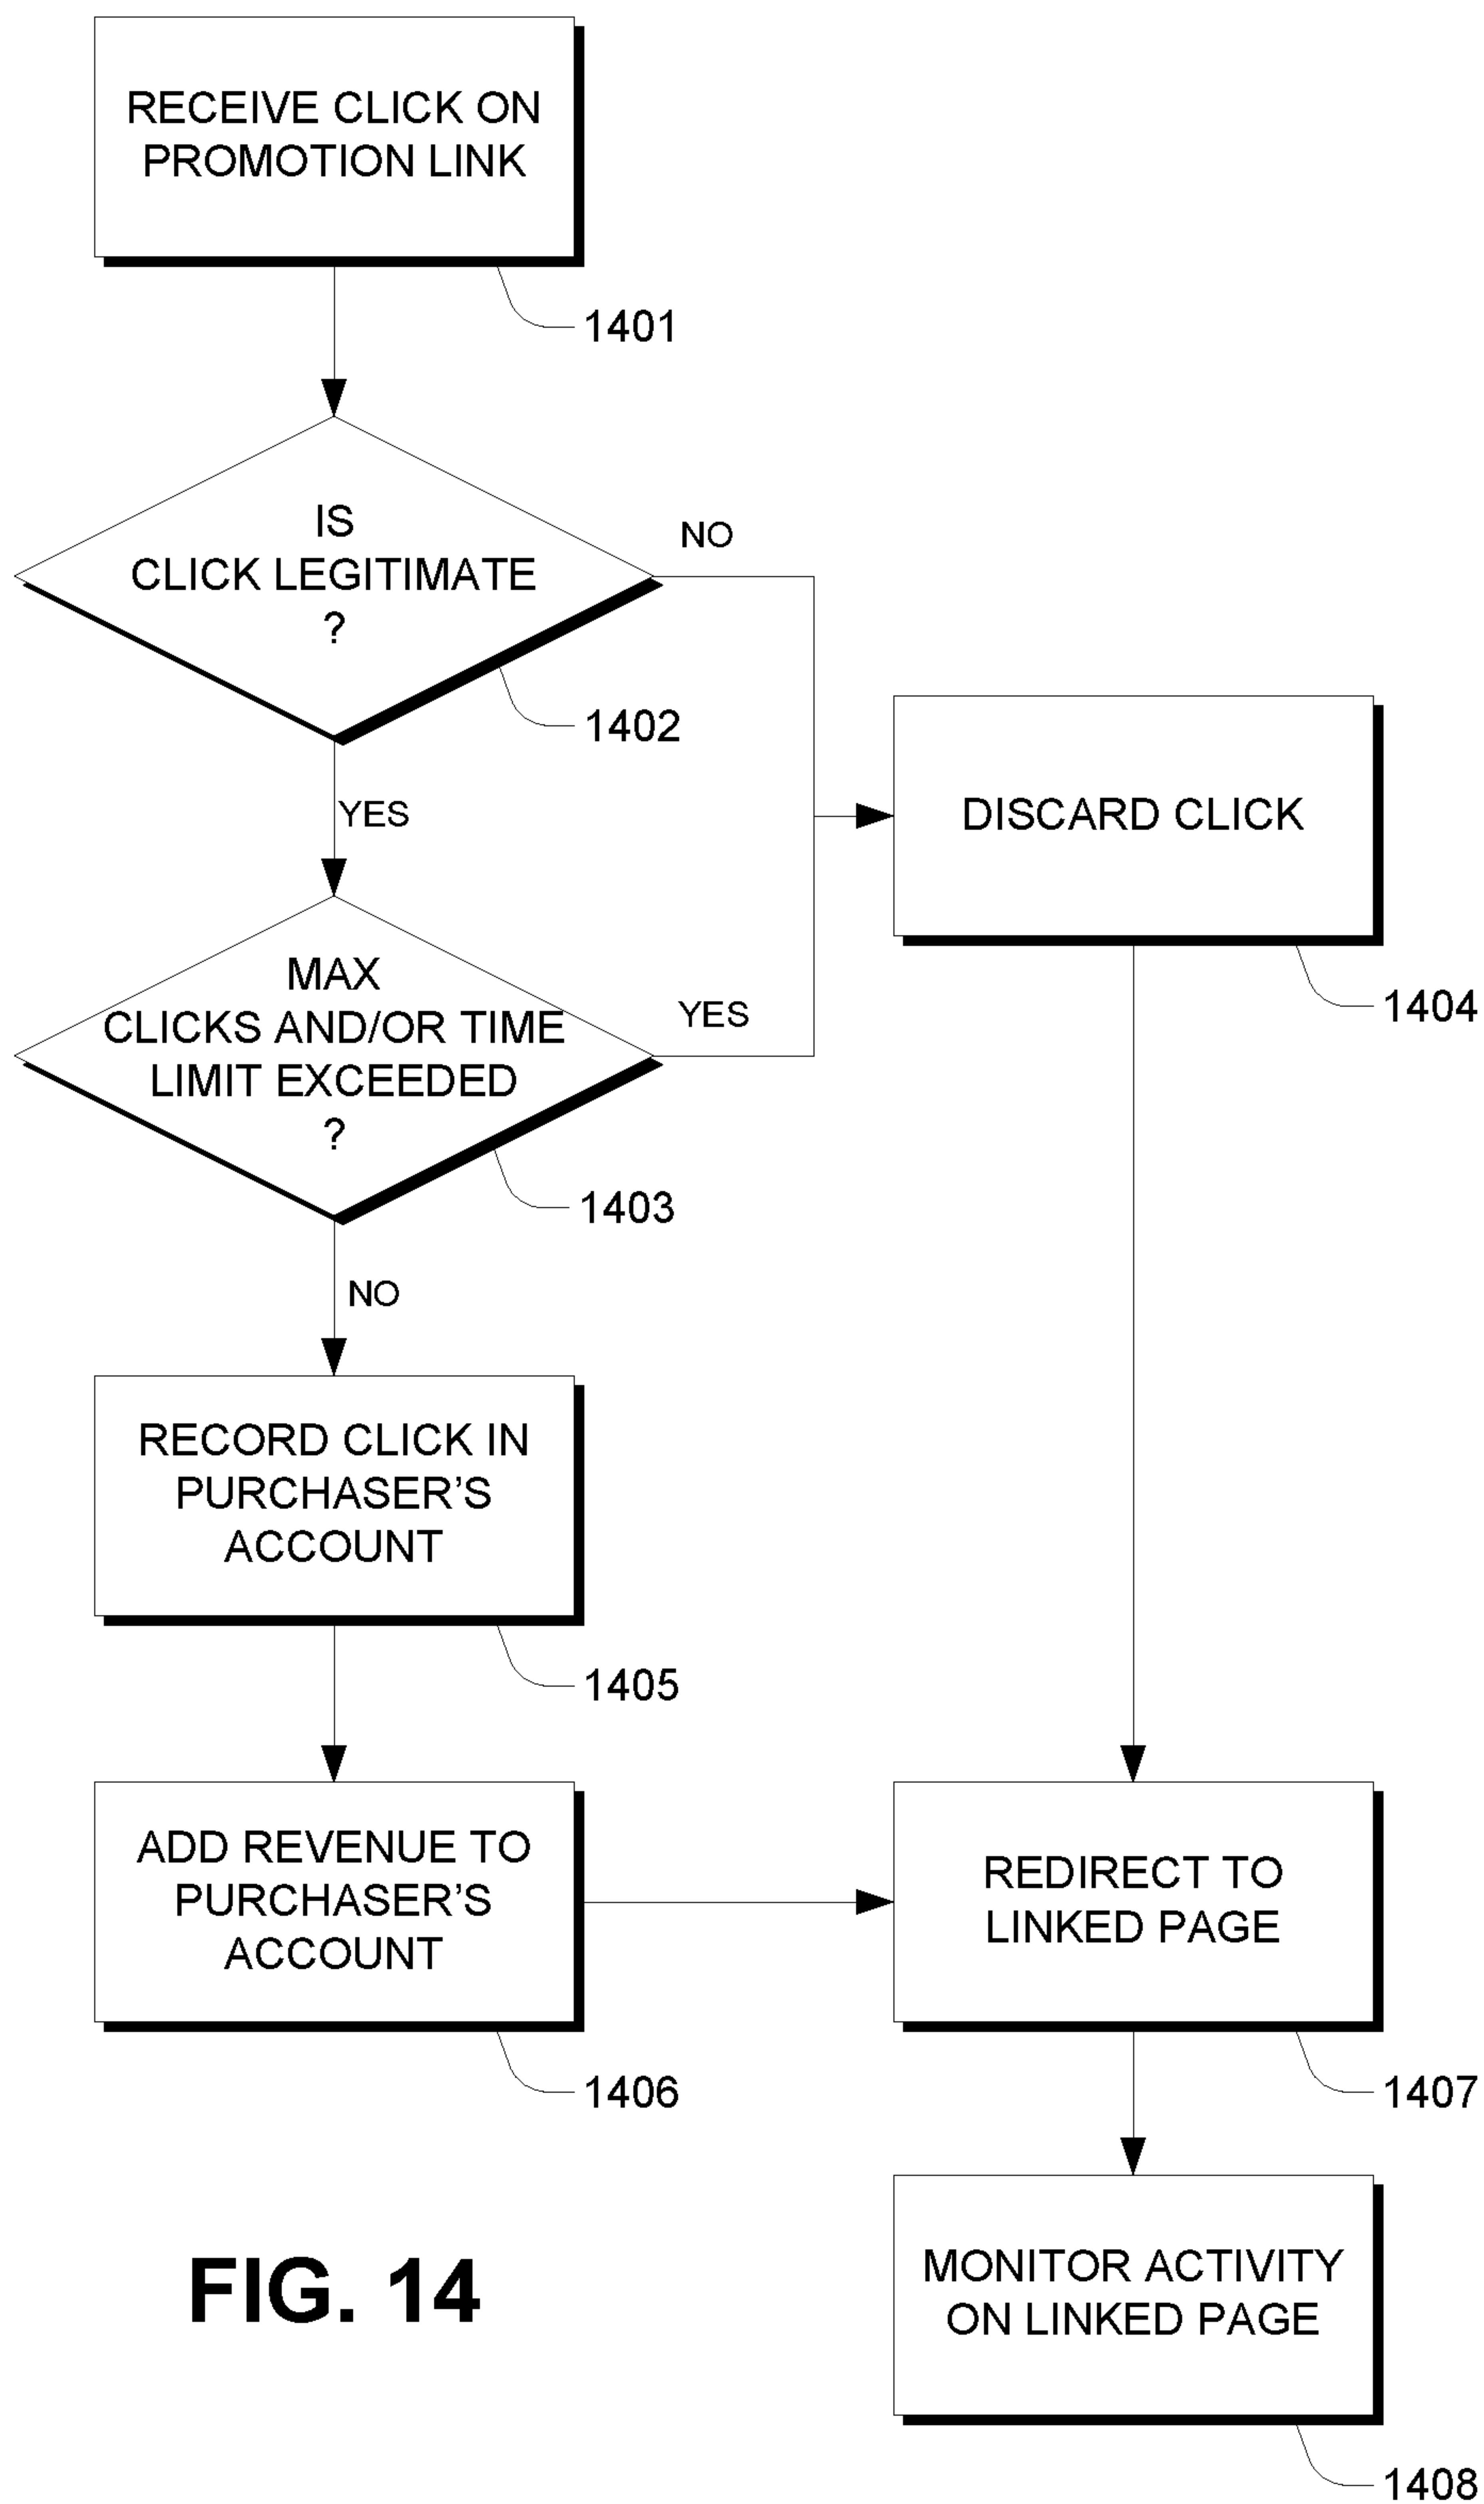 RECEIVE CLICK ON
PROMOTION LINK
1401
IS
CLICK LEGITIMATE
?
NO
1402
YES
DISCARD CLICK
1404
MAX
CLICKS AND/OR TIME
LIMIT EXCEEDED
?
YES
1403
NO
RECORD CLICK IN
PURCHASER'S
ACCOUNT
1405
ADD REVENUE TO
PURCHASER'S
ACCOUNT
1406
REDIRECT TO
LINKED PAGE
1407
MONITOR ACTIVITY
ON LINKED PAGE
1408
FIG. 14